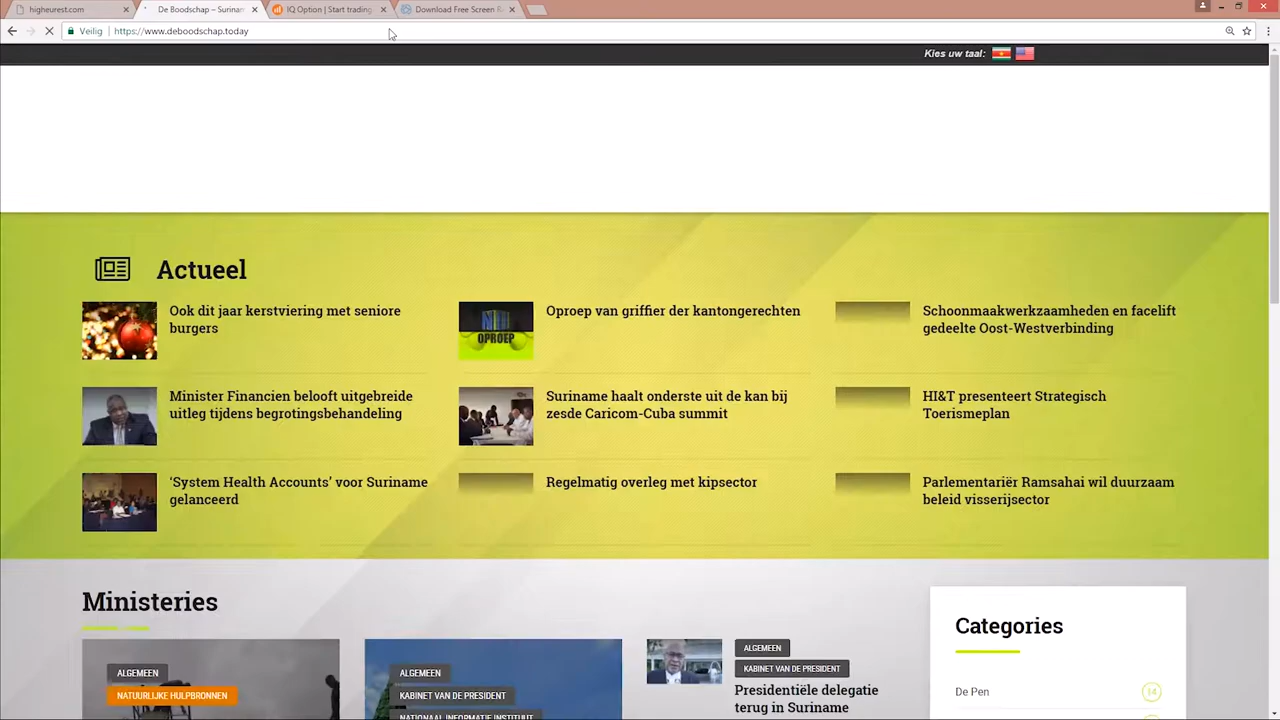 higheurest.com
De Boodschap – Surinam
IQ Option | Start trading
Download Free Screen R
Veilig
https://www.deboodschap.today
Kies uw taal:
Actueel
Ook dit jaar kerstviering met seniore
burgers
OPROEP
Oproep van griffier der kantongerechten
Schoonmaakwerkzaamheden en facelift
gedeelte Oost-Westverbinding
Minister Financien belooft uitgebreide
uitleg tijdens begrotingsbehandeling
Suriname haalt onderste uit de kan bij
zesde Caricom-Cuba summit
HI&T presenteert Strategisch
Toerismeplan
‘System Health Accounts’ voor Suriname
gelanceerd
Regelmatig overleg met kipsector
Parlementariër Ramsahai wil duurzaam
beleid visserijsector
Ministeries
ALGEMEEN
NATUURLIJKE HULPBRONNEN
ALGEMEEN
KABINET VAN DE PRESIDENT
NATIONAAL INFORMATIE INSTITUUT
ALGEMEEN
KABINET VAN DE PRESIDENT
Presidentiële delegatie
terug in Suriname
Categories
De Pen
14